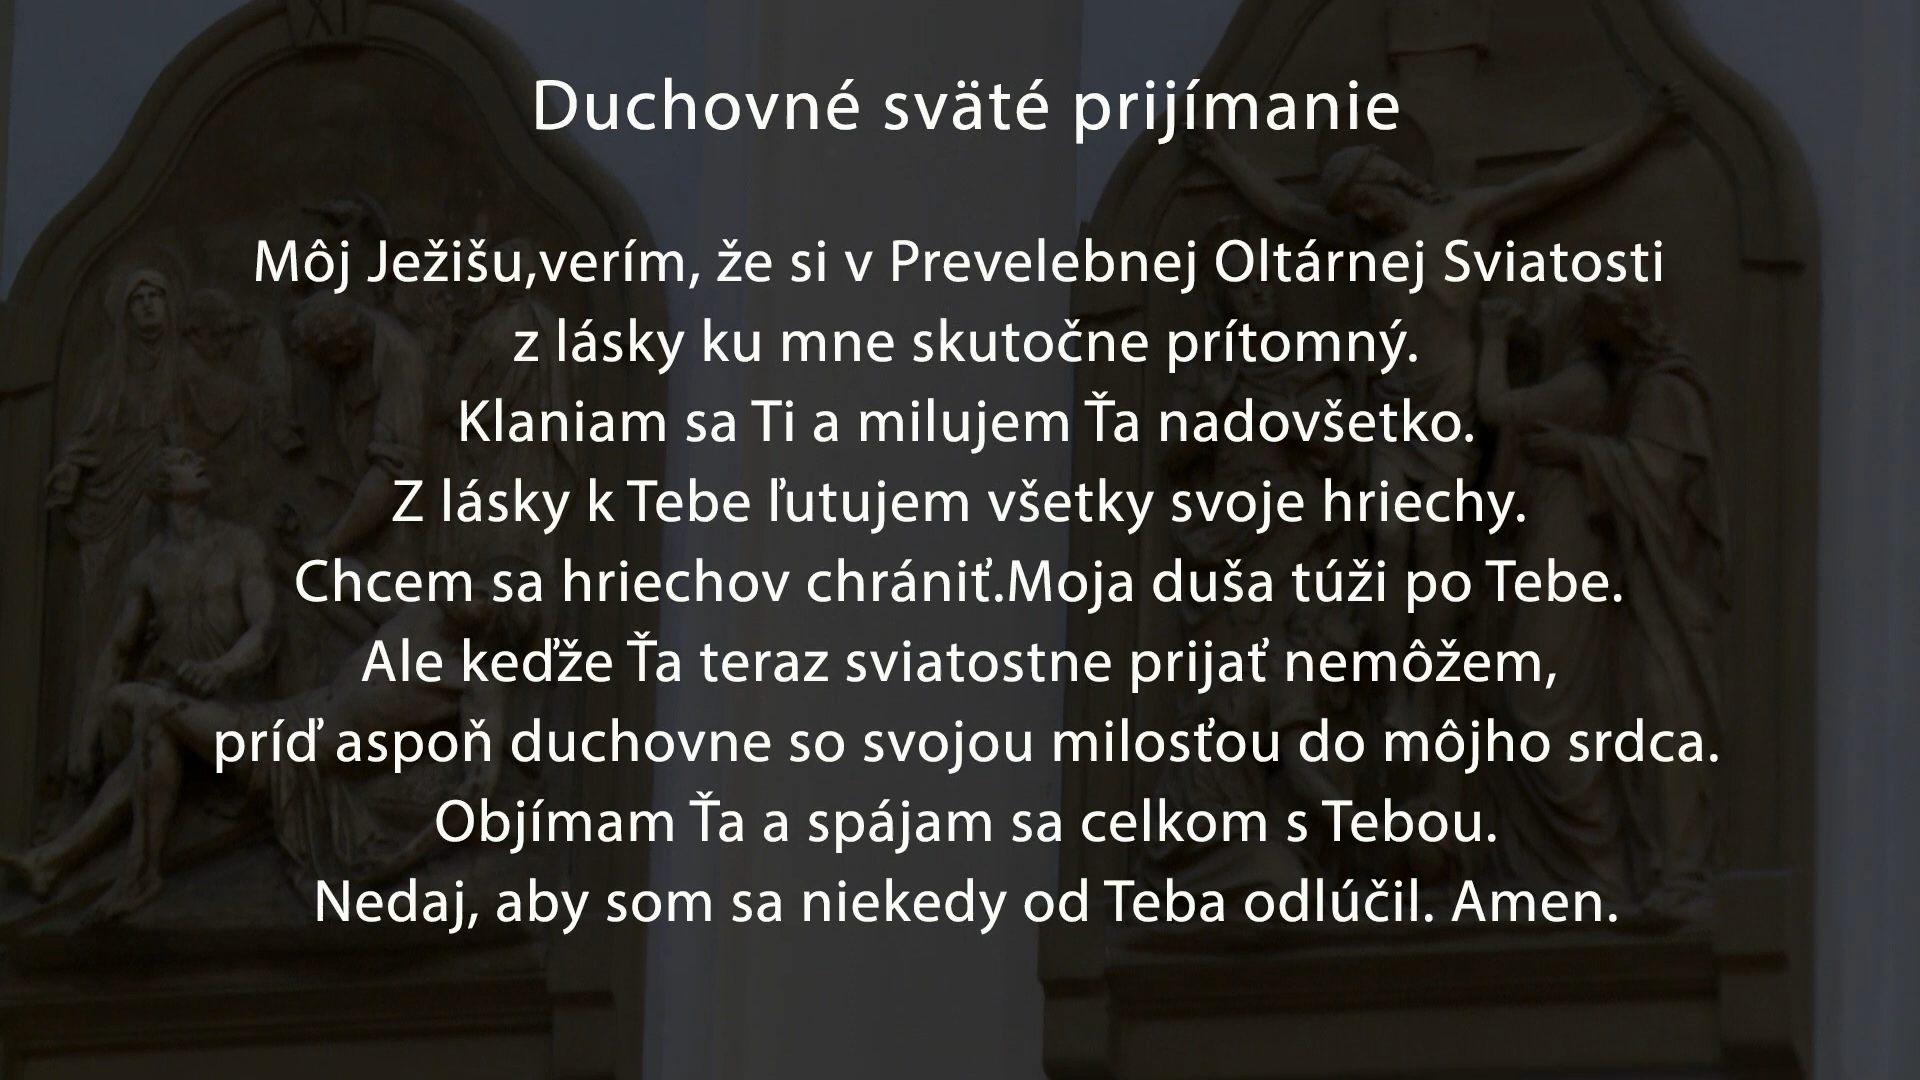 Duchovné sväté prijímanie
Môj Ježišu,verím, že si v Prevelebnej Oltárnej Sviatosti
z lásky ku mne skutočne prítomný.
Klaniam sa Ti a milujem Ťa nadovšetko.
Z lásky k Tebe ľutujem všetky svoje hriechy.
Chcem sa hriechov chrániť.Moja duša túži po Tebe.
Ale keďže Ťa teraz sviatostne prijať nemôžem,
príď aspoň duchovne so svojou milosťou do môjho srdca.
Objímam Ťa a spájam sa celkom s Tebou.
Nedaj, aby som sa niekedy od Teba odlúčil. Amen.